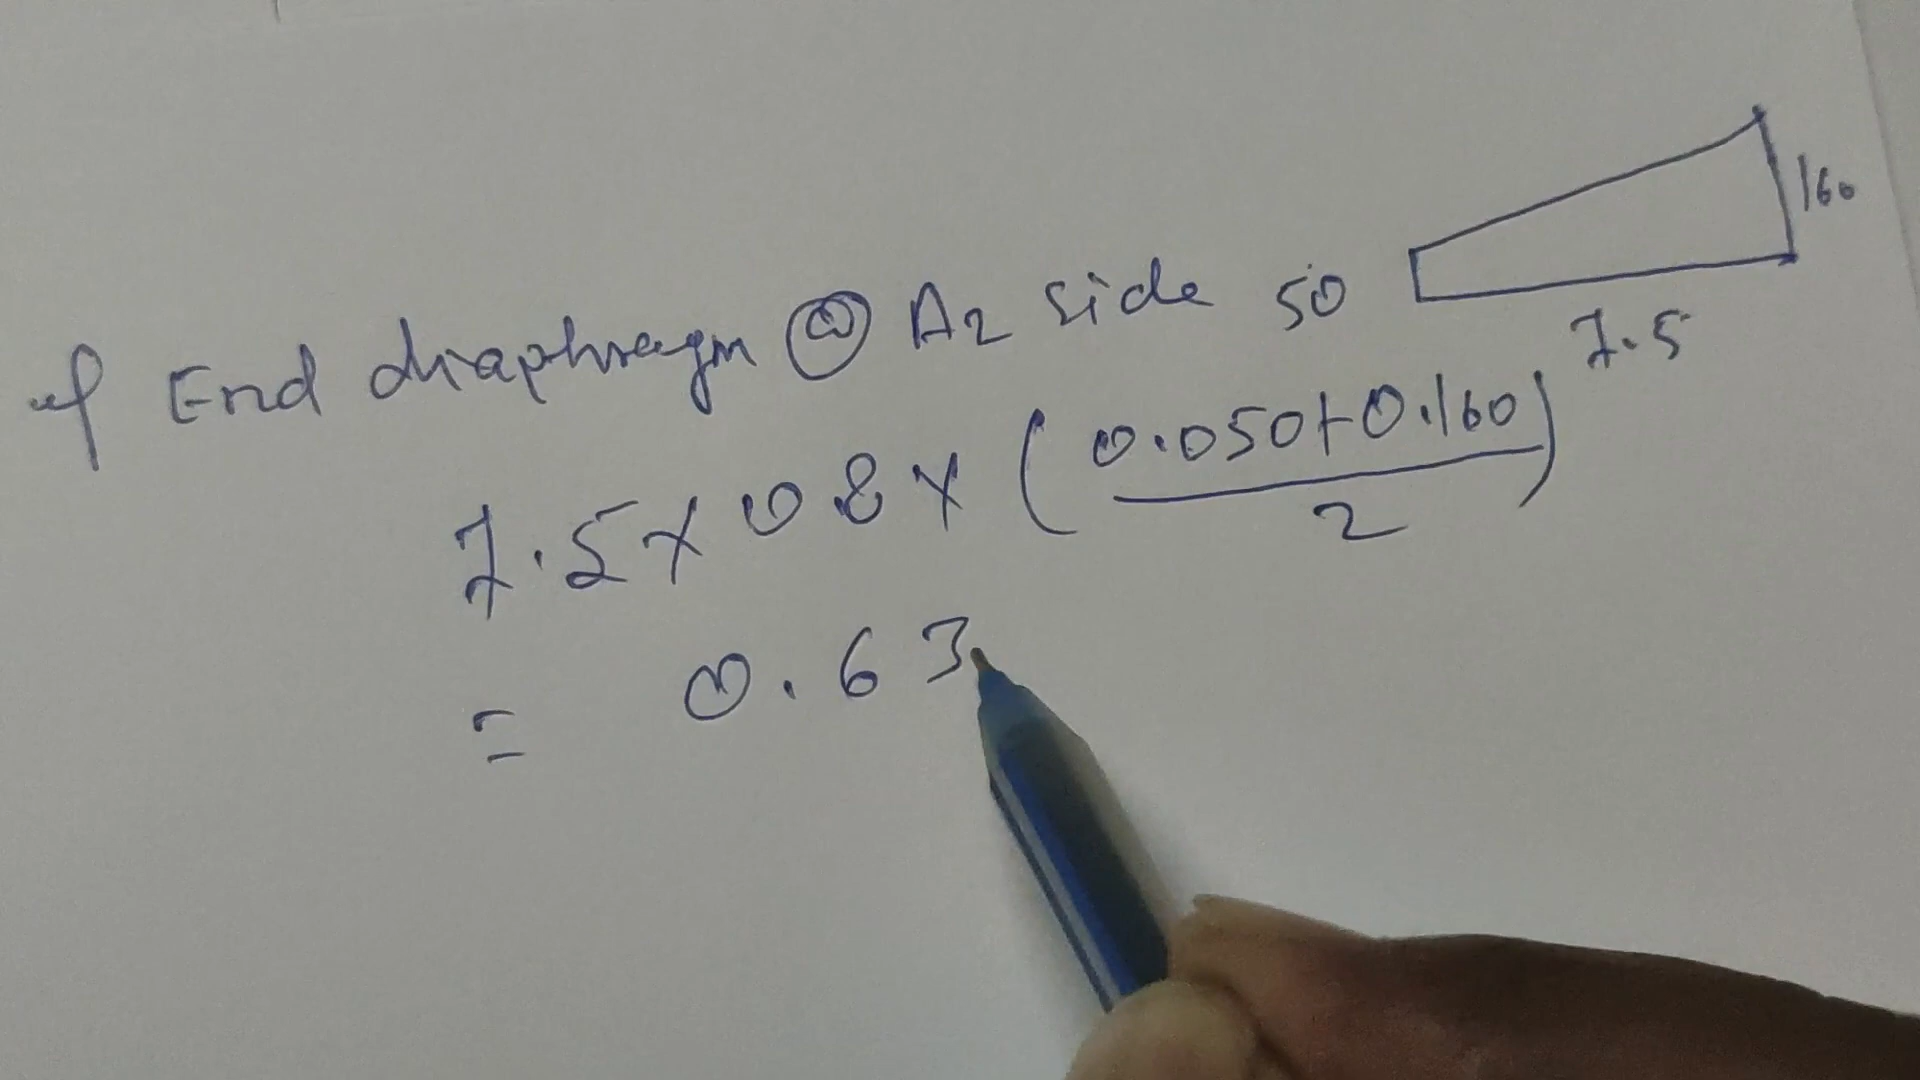 160
End diaphragm @ A2 side 50
7.5
7.5 x 0.8 x (0.050+0.160)
2
= 0.63